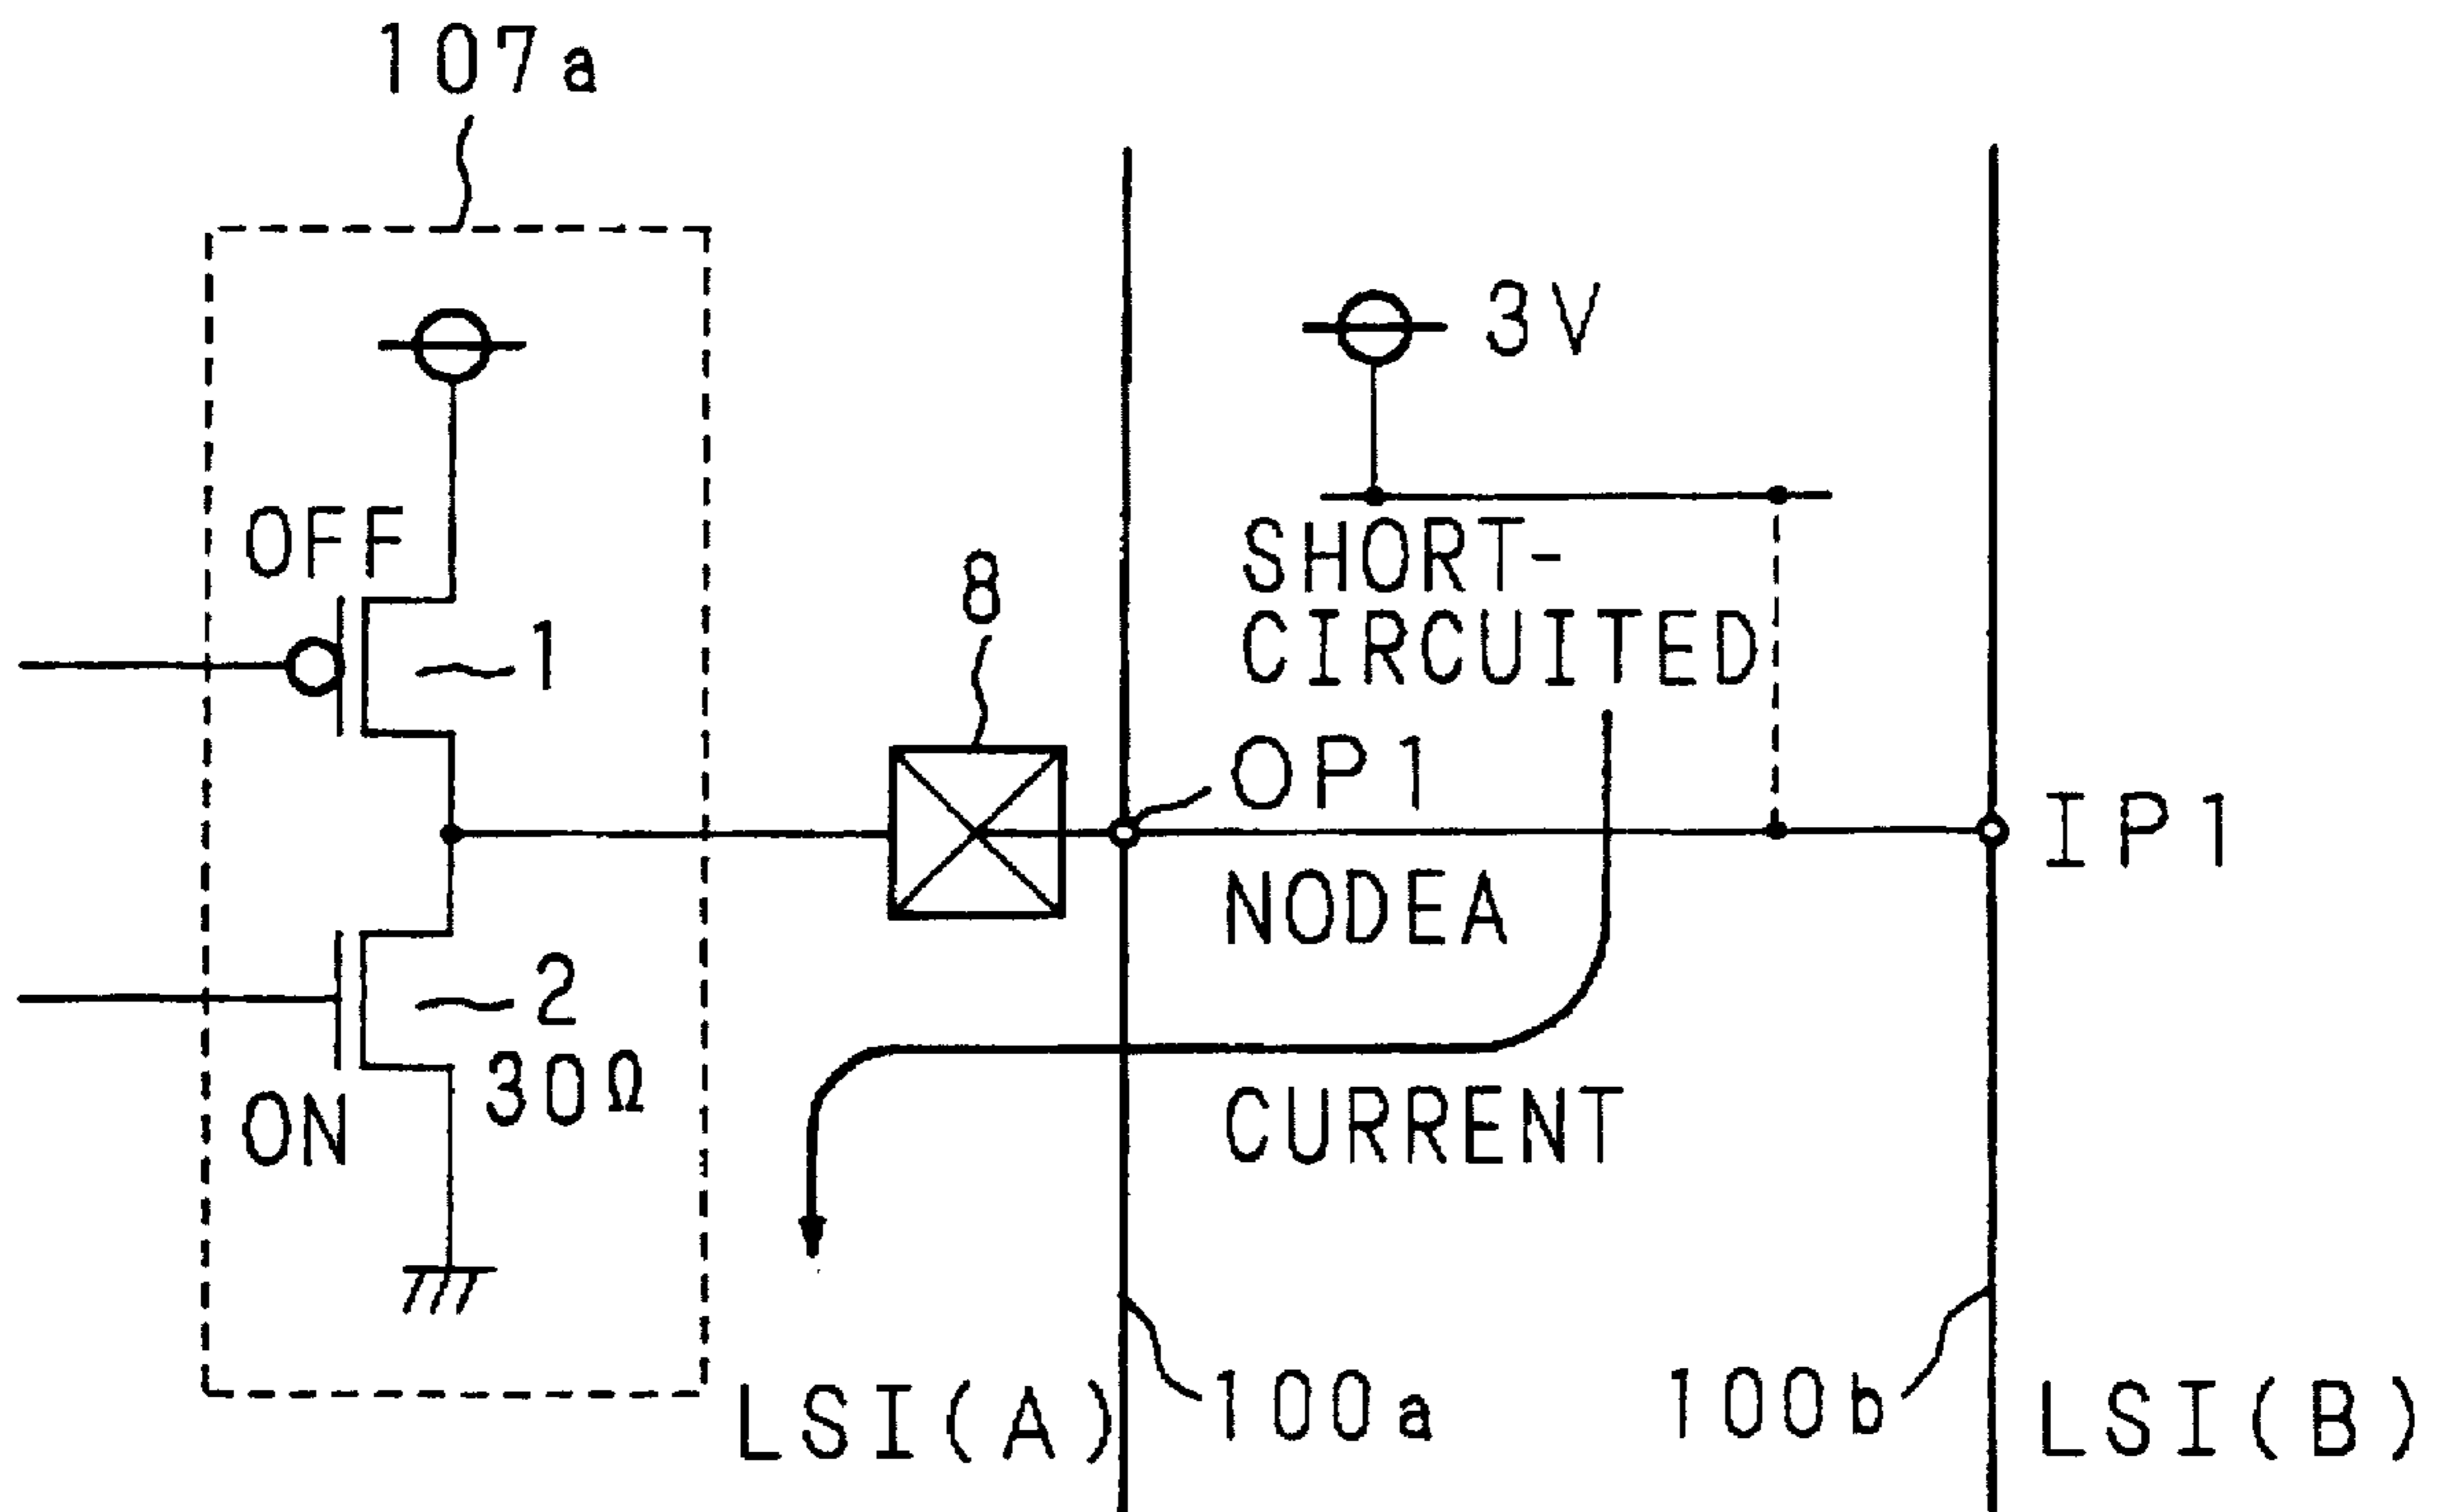 107a
3V
OFF
SHORT-
CIRCUITED
8
1
OP1
IP1
NODEA
2
30Ω
ON
CURRENT
LSI(A)
100a
100b
LSI(B)